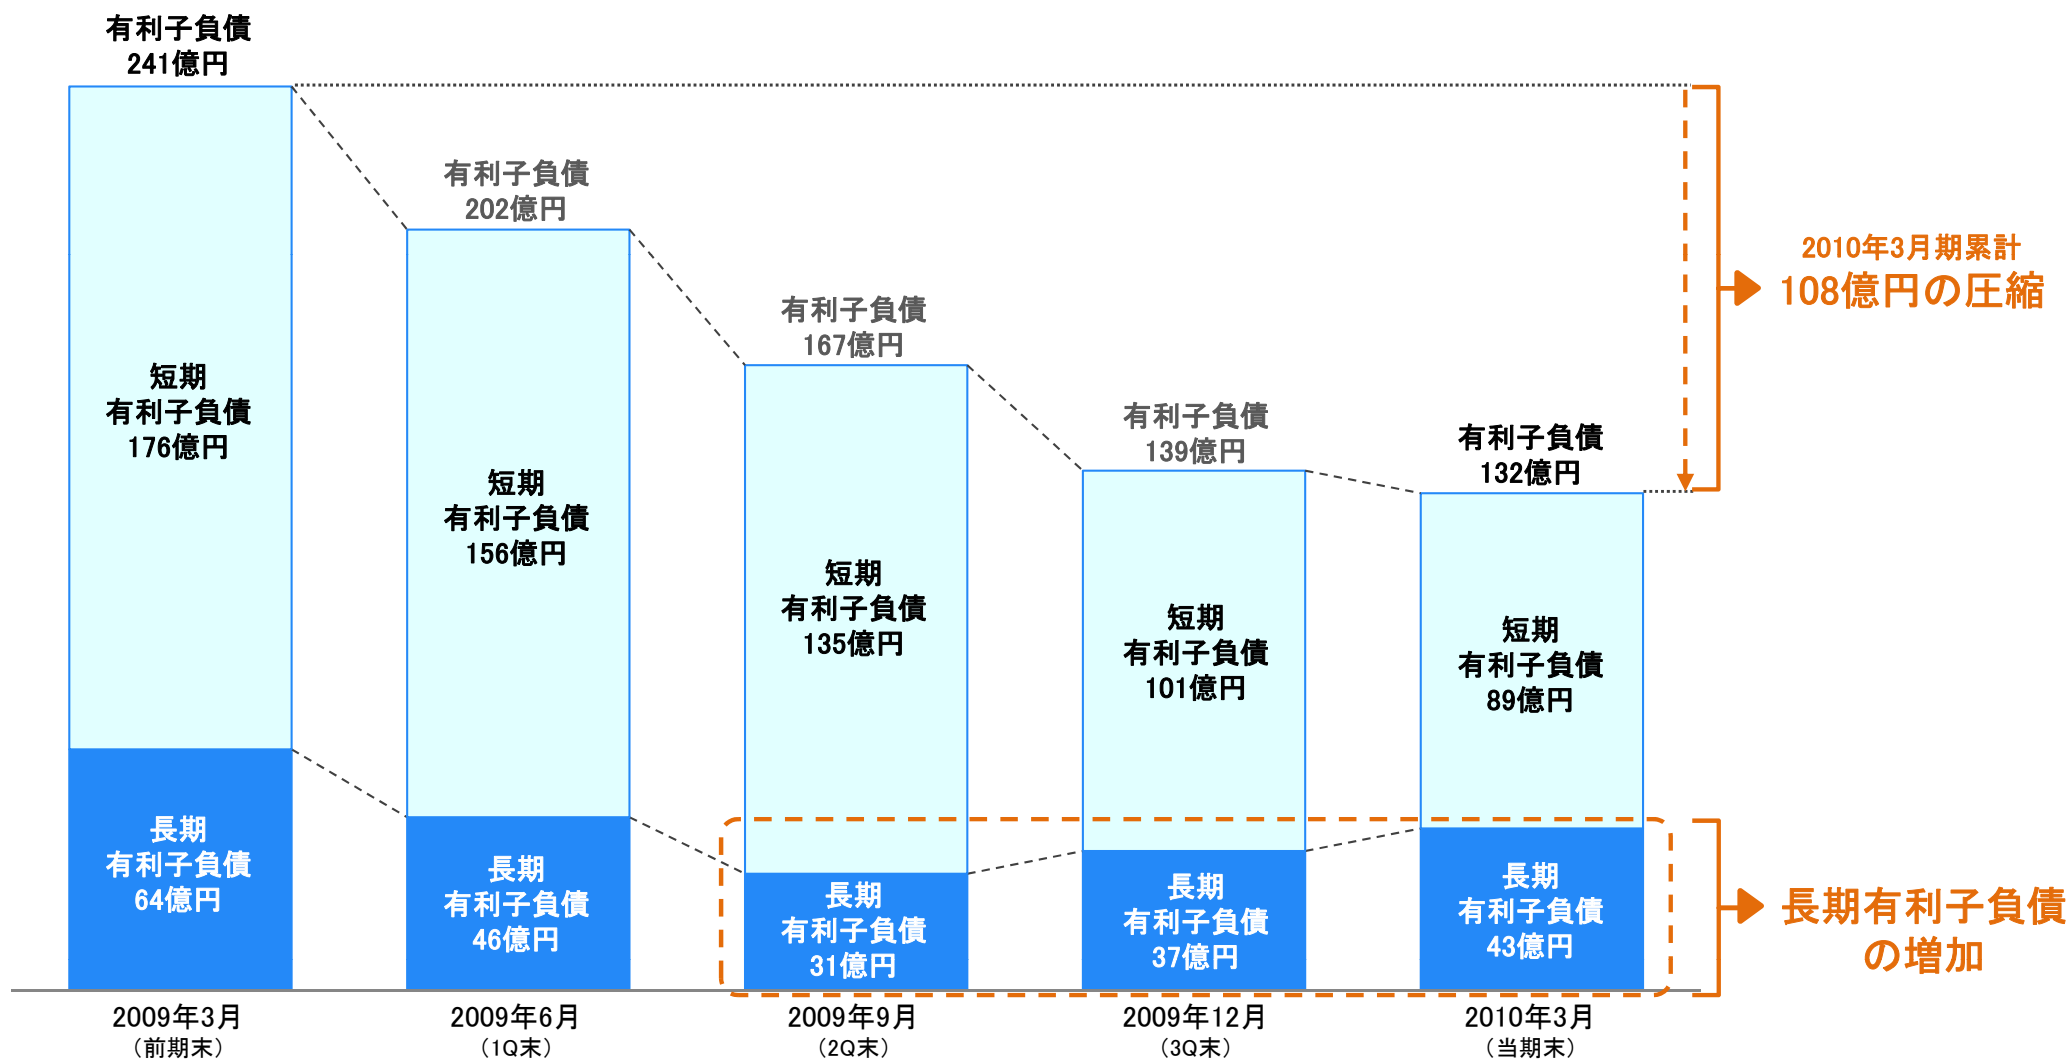 有利子負債
241億円
短期
有利子負債
176億円
長期
有利子負債
64億円
2009年3月
（前期末）
有利子負債
202億円
短期
有利子負債
156億円
長期
有利子負債
46億円
2009年6月
（1Q末）
有利子負債
167億円
短期
有利子負債
135億円
長期
有利子負債
31億円
2009年9月
（2Q末）
有利子負債
139億円
短期
有利子負債
101億円
長期
有利子負債
37億円
2009年12月
（3Q末）
有利子負債
132億円
短期
有利子負債
89億円
長期
有利子負債
43億円
2010年3月
（当期末）
2010年3月期累計
108億円の圧縮
長期有利子負債
の増加